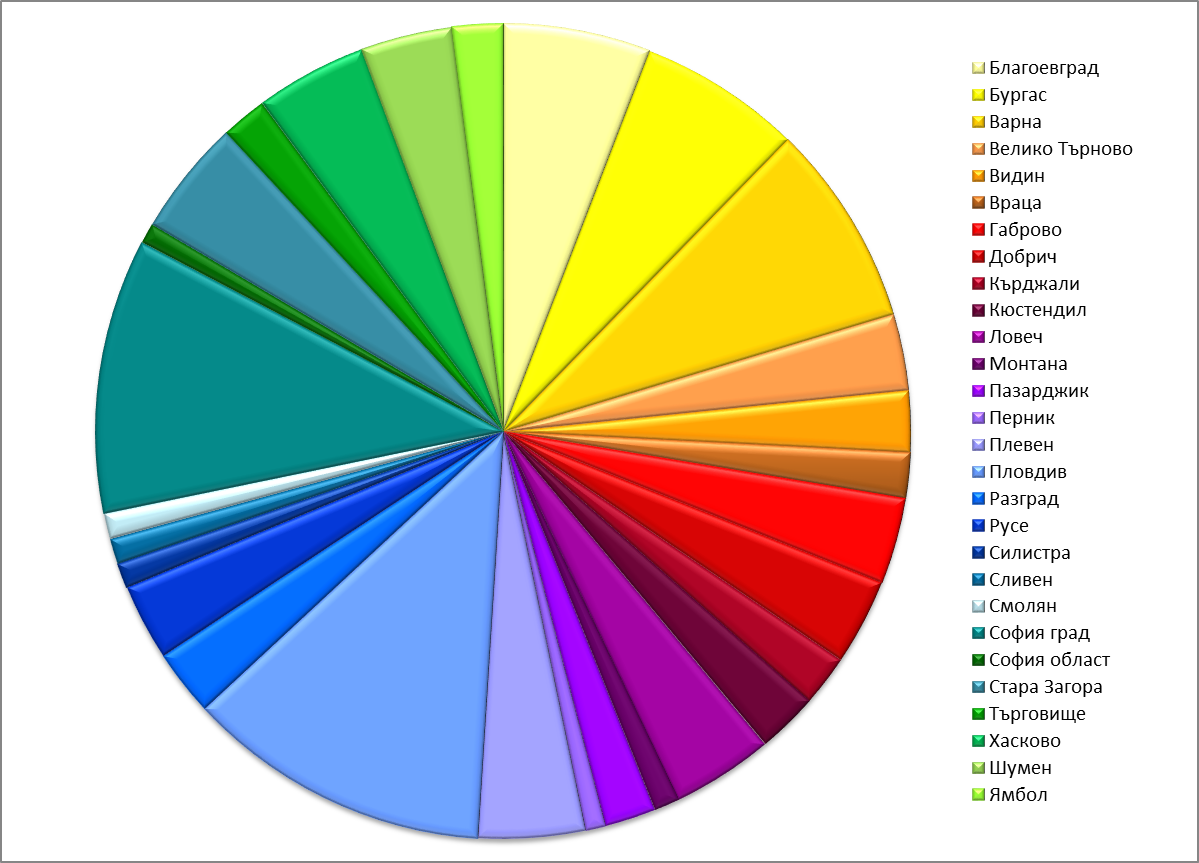 Благоевград
Бургас
Варна
Велико Търново
Видин
Враца
Габрово
Добрич
Кърджали
Кюстендил
Ловеч
Монтана
Пазарджик
Перник
Плевен
Пловдив
Разград
Русе
Силистра
Сливен
Смолян
София град
София област
Стара Загора
Търговище
Хасково
Шумен
Ямбол